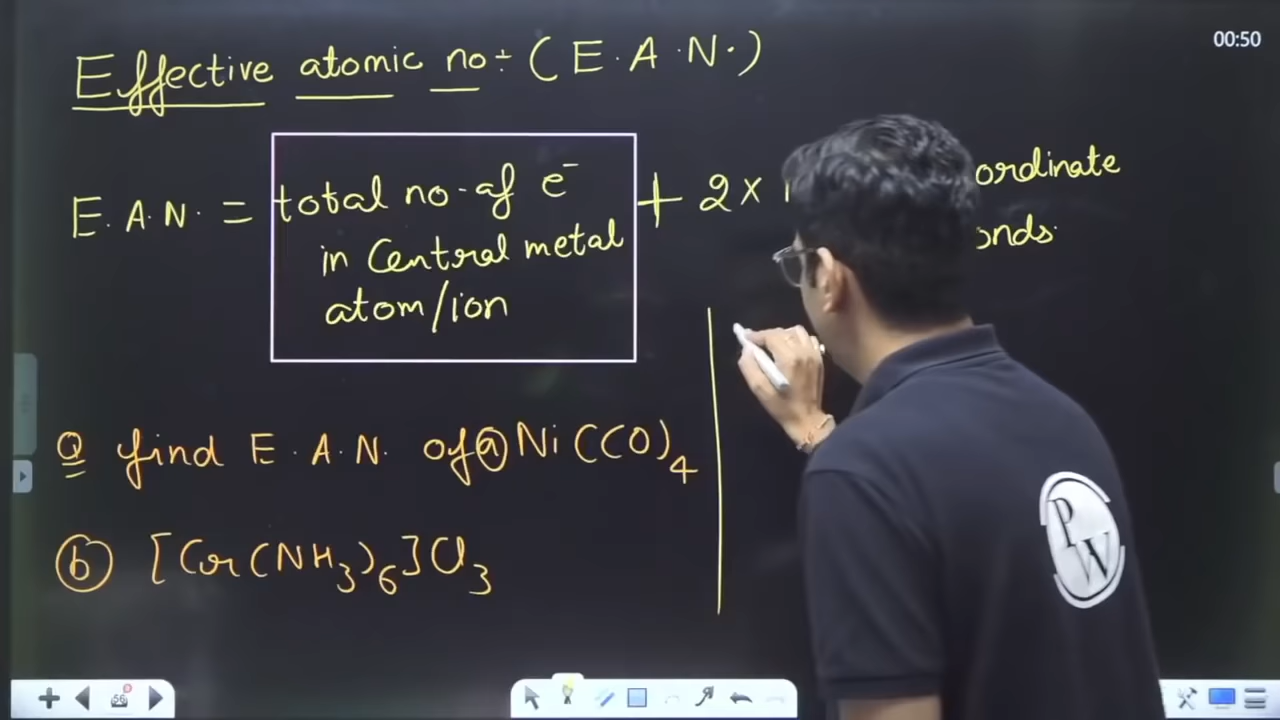 00:50
Effective atomic no÷ (E.A.N.)
E.A.N. = total no. of e⁻ + 2×
in Central metal
atom/ion
ordinate
onds.
Q find E.A.N. of ⓐ Ni(CO)₄
ⓑ [Cr(NH₃)₆]Cl₃
56
PW